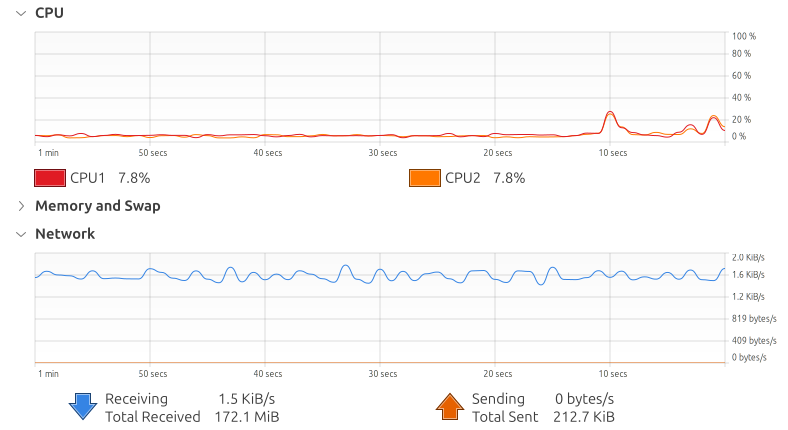 CPU
100 %
80 %
60 %
40 %
20 %
0 %
1 min 50 secs 40 secs 30 secs 20 secs 10 secs
CPU1 7.8% CPU2 7.8%
Memory and Swap
Network
2.0 KiB/s
1.6 KiB/s
1.2 KiB/s
819 bytes/s
409 bytes/s
0 bytes/s
1 min 50 secs 40 secs 30 secs 20 secs 10 secs
Receiving 1.5 KiB/s Sending 0 bytes/s
Total Received 172.1 MiB Total Sent 212.7 KiB